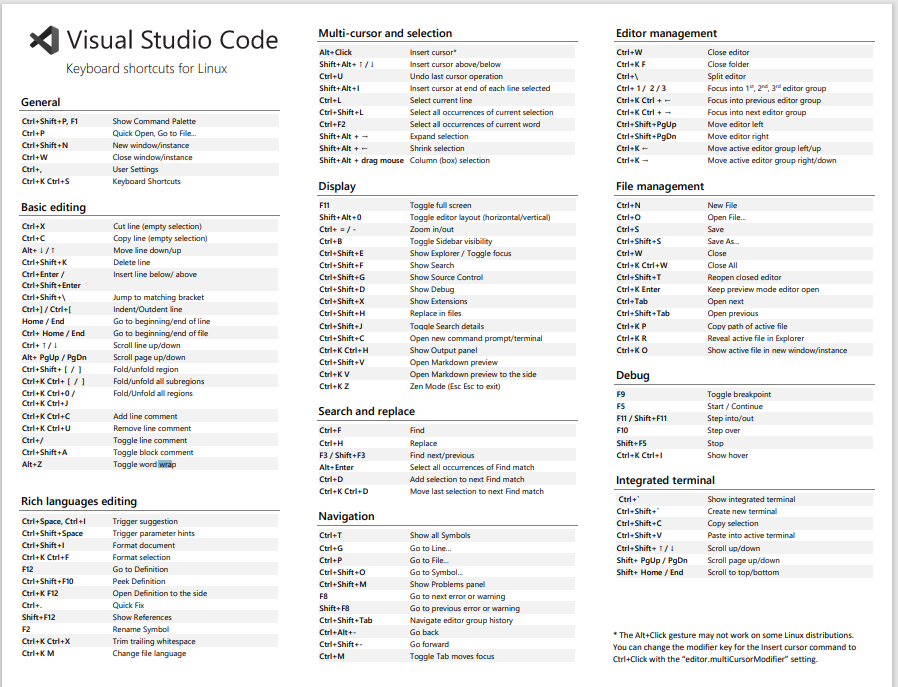 Visual Studio Code
Keyboard shortcuts for Linux
General
Ctrl+Shift+P, F1 Show Command Palette
Ctrl+P Quick Open, Go to File...
Ctrl+Shift+N New window/instance
Ctrl+W Close window/instance
Ctrl+, User Settings
Ctrl+K Ctrl+S Keyboard Shortcuts
Basic editing
Ctrl+X Cut line (empty selection)
Ctrl+C Copy line (empty selection)
Alt+ ↓ / ↑ Move line down/up
Ctrl+Shift+K Delete line
Ctrl+Enter / Insert line below/ above
Ctrl+Shift+Enter
Ctrl+Shift+\ Jump to matching bracket
Ctrl+] / Ctrl+[ Indent/Outdent line
Home / End Go to beginning/end of line
Ctrl+ Home / End Go to beginning/end of file
Ctrl+ ↑ / ↓ Scroll line up/down
Alt+ PgUp / PgDn Scroll page up/down
Ctrl+Shift+ [ / ] Fold/unfold region
Ctrl+K Ctrl+ [ / ] Fold/unfold all subregions
Ctrl+K Ctrl+0 / Fold/Unfold all regions
Ctrl+K Ctrl+J
Ctrl+K Ctrl+C Add line comment
Ctrl+K Ctrl+U Remove line comment
Ctrl+/ Toggle line comment
Ctrl+Shift+A Toggle block comment
Alt+Z Toggle word wrap
Rich languages editing
Ctrl+Space, Ctrl+I Trigger suggestion
Ctrl+Shift+Space Trigger parameter hints
Ctrl+Shift+I Format document
Ctrl+K Ctrl+F Format selection
F12 Go to Definition
Ctrl+Shift+F10 Peek Definition
Ctrl+K F12 Open Definition to the side
Ctrl+. Quick Fix
Shift+F12 Show References
F2 Rename Symbol
Ctrl+K Ctrl+X Trim trailing whitespace
Ctrl+K M Change file language
Multi-cursor and selection
Alt+Click Insert cursor*
Shift+Alt+ ↑ / ↓ Insert cursor above/below
Ctrl+U Undo last cursor operation
Shift+Alt+I Insert cursor at end of each line selected
Ctrl+L Select current line
Ctrl+Shift+L Select all occurrences of current selection
Ctrl+F2 Select all occurrences of current word
Shift+Alt + → Expand selection
Shift+Alt + ← Shrink selection
Shift+Alt + drag mouse Column (box) selection
Display
F11 Toggle full screen
Shift+Alt+0 Toggle editor layout (horizontal/vertical)
Ctrl+ = / - Zoom in/out
Ctrl+B Toggle Sidebar visibility
Ctrl+Shift+E Show Explorer / Toggle focus
Ctrl+Shift+F Show Search
Ctrl+Shift+G Show Source Control
Ctrl+Shift+D Show Debug
Ctrl+Shift+X Show Extensions
Ctrl+Shift+H Replace in files
Ctrl+Shift+J Toggle Search details
Ctrl+Shift+C Open new command prompt/terminal
Ctrl+K Ctrl+H Show Output panel
Ctrl+Shift+V Open Markdown preview
Ctrl+K V Open Markdown preview to the side
Ctrl+K Z Zen Mode (Esc Esc to exit)
Search and replace
Ctrl+F Find
Ctrl+H Replace
F3 / Shift+F3 Find next/previous
Alt+Enter Select all occurrences of Find match
Ctrl+D Add selection to next Find match
Ctrl+K Ctrl+D Move last selection to next Find match
Navigation
Ctrl+T Show all Symbols
Ctrl+G Go to Line...
Ctrl+P Go to File...
Ctrl+Shift+O Go to Symbol...
Ctrl+Shift+M Show Problems panel
F8 Go to next error or warning
Shift+F8 Go to previous error or warning
Ctrl+Shift+Tab Navigate editor group history
Ctrl+Alt+- Go back
Ctrl+Shift+- Go forward
Ctrl+M Toggle Tab moves focus
Editor management
Ctrl+W Close editor
Ctrl+K F Close folder
Ctrl+\ Split editor
Ctrl+ 1 / 2 / 3 Focus into 1st, 2nd, 3rd editor group
Ctrl+K Ctrl + ← Focus into previous editor group
Ctrl+K Ctrl + → Focus into next editor group
Ctrl+Shift+PgUp Move editor left
Ctrl+Shift+PgDn Move editor right
Ctrl+K ← Move active editor group left/up
Ctrl+K → Move active editor group right/down
File management
Ctrl+N New File
Ctrl+O Open File...
Ctrl+S Save
Ctrl+Shift+S Save As...
Ctrl+W Close
Ctrl+K Ctrl+W Close All
Ctrl+Shift+T Reopen closed editor
Ctrl+K Enter Keep preview mode editor open
Ctrl+Tab Open next
Ctrl+Shift+Tab Open previous
Ctrl+K P Copy path of active file
Ctrl+K R Reveal active file in Explorer
Ctrl+K O Show active file in new window/instance
Debug
F9 Toggle breakpoint
F5 Start / Continue
F11 / Shift+F11 Step into/out
F10 Step over
Shift+F5 Stop
Ctrl+K Ctrl+I Show hover
Integrated terminal
Ctrl+` Show integrated terminal
Ctrl+Shift+` Create new terminal
Ctrl+Shift+C Copy selection
Ctrl+Shift+V Paste into active terminal
Ctrl+Shift+ ↑ / ↓ Scroll up/down
Shift+ PgUp / PgDn Scroll page up/down
Shift+ Home / End Scroll to top/bottom
* The Alt+Click gesture may not work on some Linux distributions.
You can change the modifier key for the Insert cursor command to
Ctrl+Click with the “editor.multiCursorModifier” setting.